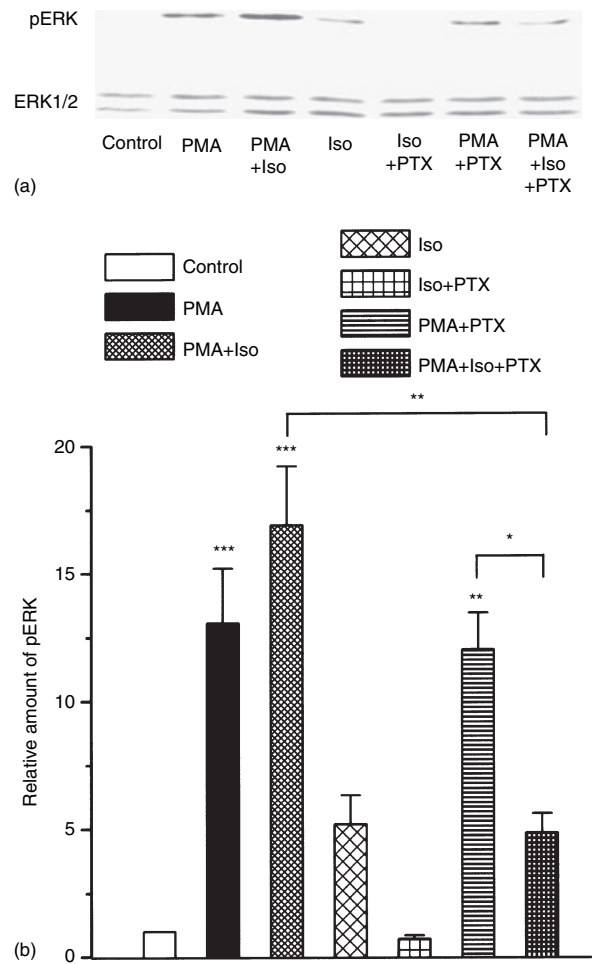 pERK
ERK1/2
Control PMA PMA +Iso Iso Iso +PTX PMA +PTX PMA +Iso +PTX
(a)
Control
PMA
PMA+Iso
Iso
Iso+PTX
PMA+PTX
PMA+Iso+PTX
**
20
***
15
***
*
**
10
5
0
Relative amount of pERK
(b)